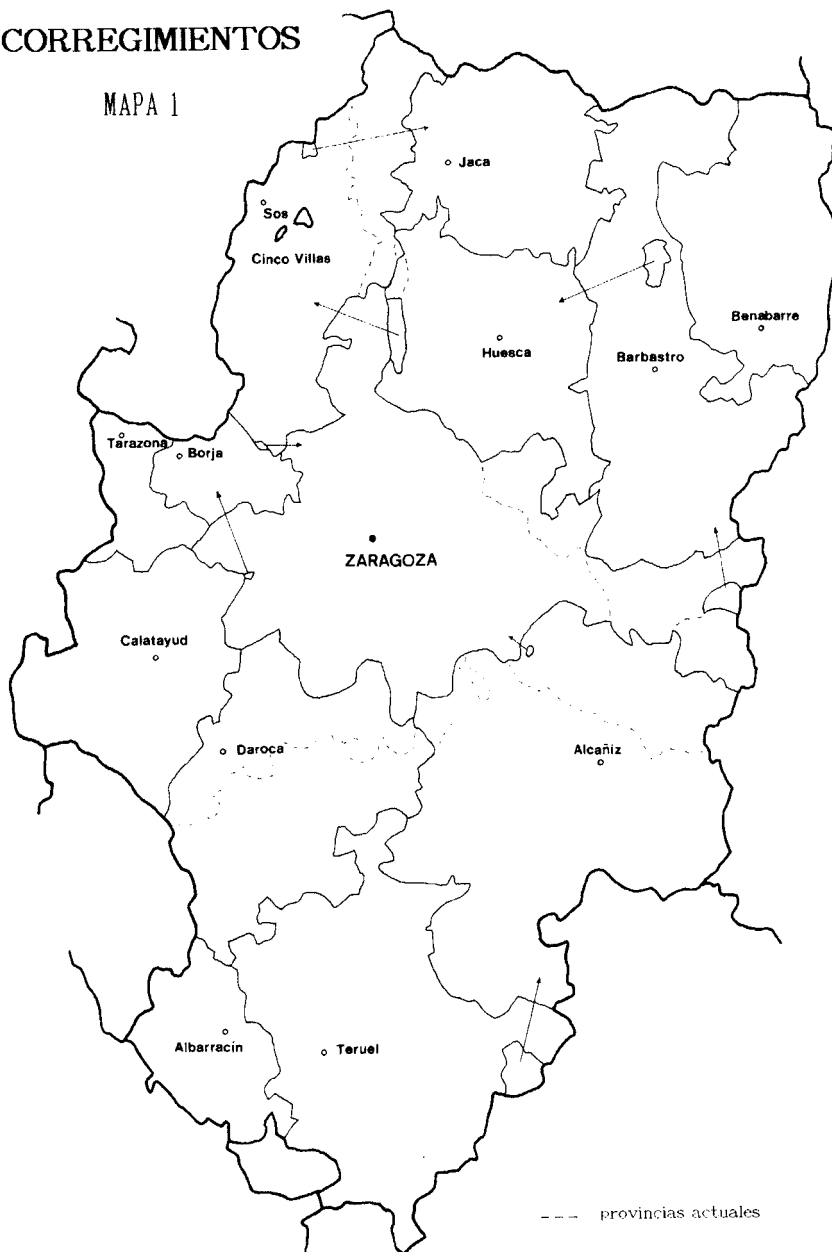 CORREGIMIENTOS
MAPA 1
Jaca
Sos
Cinco Villas
Huesca
Benabarre
Barbastro
Tarazona
Borja
ZARAGOZA
Calatayud
Daroca
Alcañiz
Albarracín
Teruel
--- provincias actuales